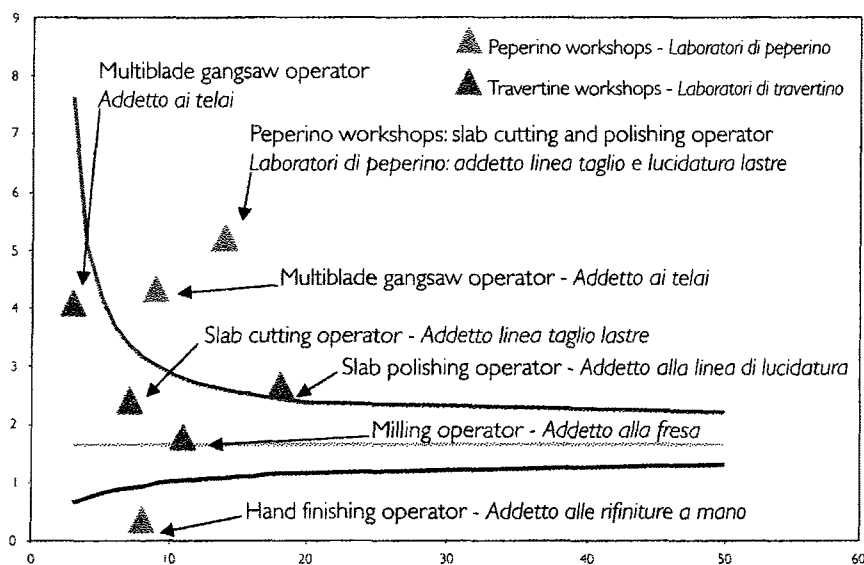 Peperino workshops - Laboratori di peperino
Travertine workshops - Laboratori di travertino
Multiblade gangsaw operator
Addetto ai telai
Peperino workshops: slab cutting and polishing operator
Laboratori di peperino: addetto linea taglio e lucidatura lastre
Multiblade gangsaw operator - Addetto ai telai
Slab cutting operator - Addetto linea taglio lastre
Slab polishing operator - Addetto alla linea di lucidatura
Milling operator - Addetto alla fresa
Hand finishing operator - Addetto alle rifiniture a mano
9
8
7
6
5
4
3
2
1
0
0 10 20 30 40 50 60